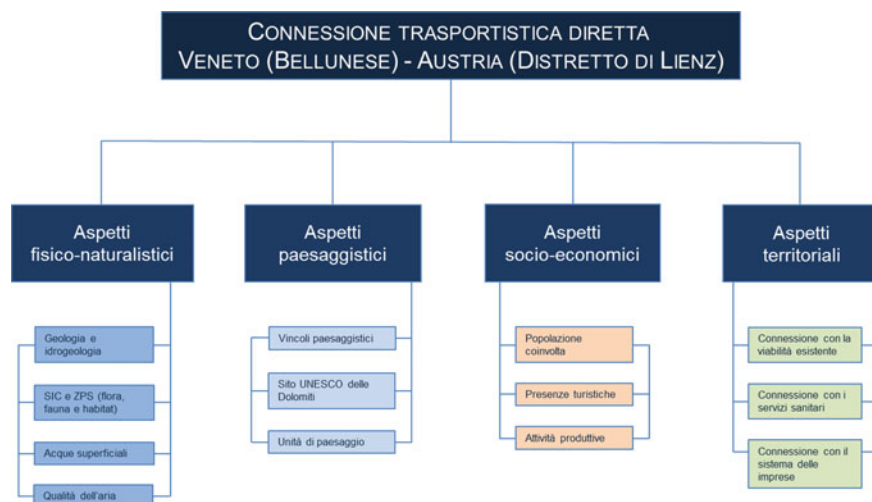 CONNESSIONE TRASPORTISTICA DIRETTA
VENETO (BELLUNESE) - AUSTRIA (DISTRETTO DI LIENZ)
Aspetti
fisico-naturalistici
Aspetti
paesaggistici
Aspetti
socio-economici
Aspetti
territoriali
Geologia e
idrogeologia
SIC e ZPS (flora,
fauna e habitat)
Acque superficiali
Qualità dell'aria
Vincoli paesaggistici
Sito UNESCO delle
Dolomiti
Unità di paesaggio
Popolazione
coinvolta
Presenze turistiche
Attività produttive
Connessione con la
viabilità esistente
Connessione con i
servizi sanitari
Connessione con il
sistema delle
imprese